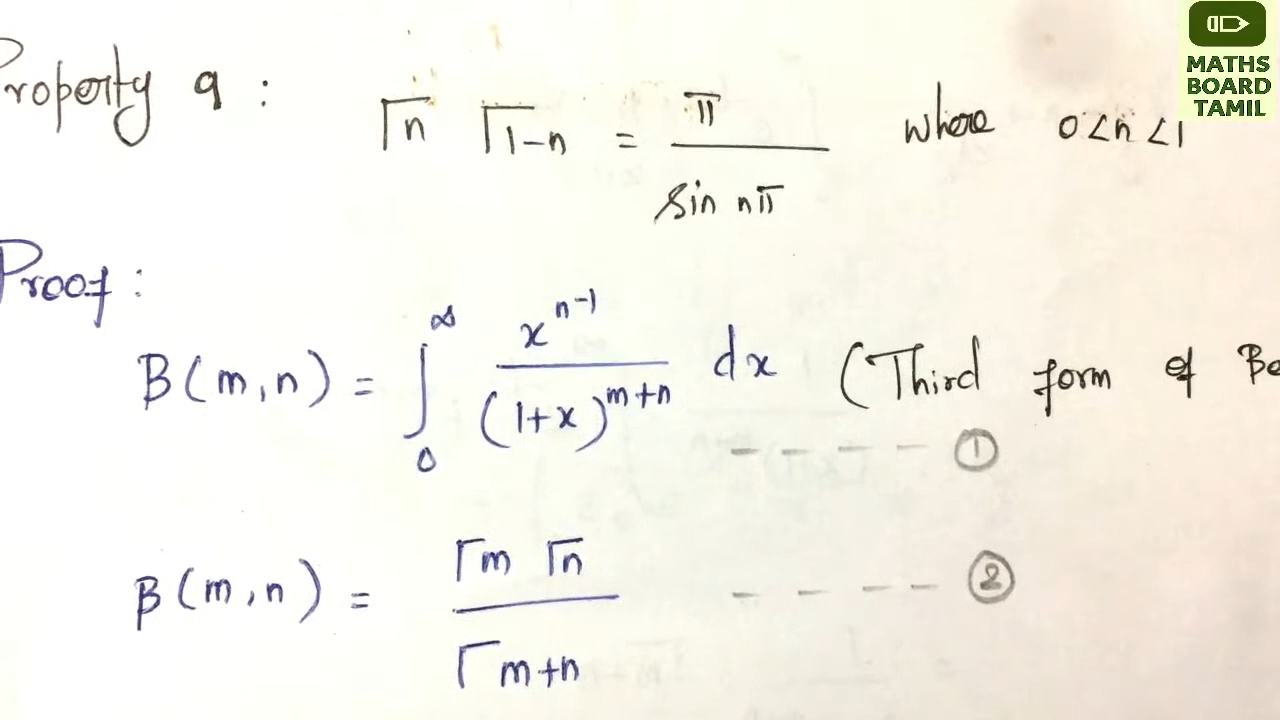 MATHS
BOARD
TAMIL
Property 9 : Γn Γ1-n = π / sin nπ where 0<n<1
Proof :
B(m,n) = ∫₀^∞ x^(n-1) / (1+x)^(m+n) dx (Third form of Be
---- ①
β(m,n) = Γm Γn / Γm+n ---- ②